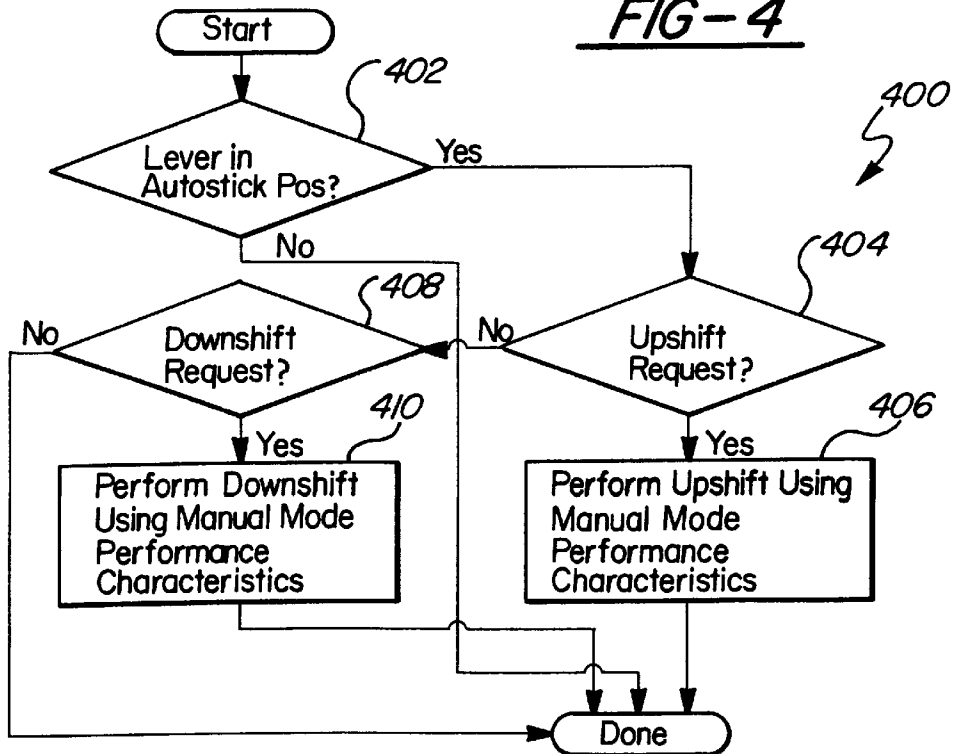 FIG-4
Start
402
400
Lever in
Autostick Pos?
Yes
No
404
408
No
Downshift
Request?
No
Upshift
Request?
410
406
Yes
Yes
Perform Downshift
Using Manual Mode
Performance
Characteristics
Perform Upshift Using
Manual Mode
Performance
Characteristics
Done